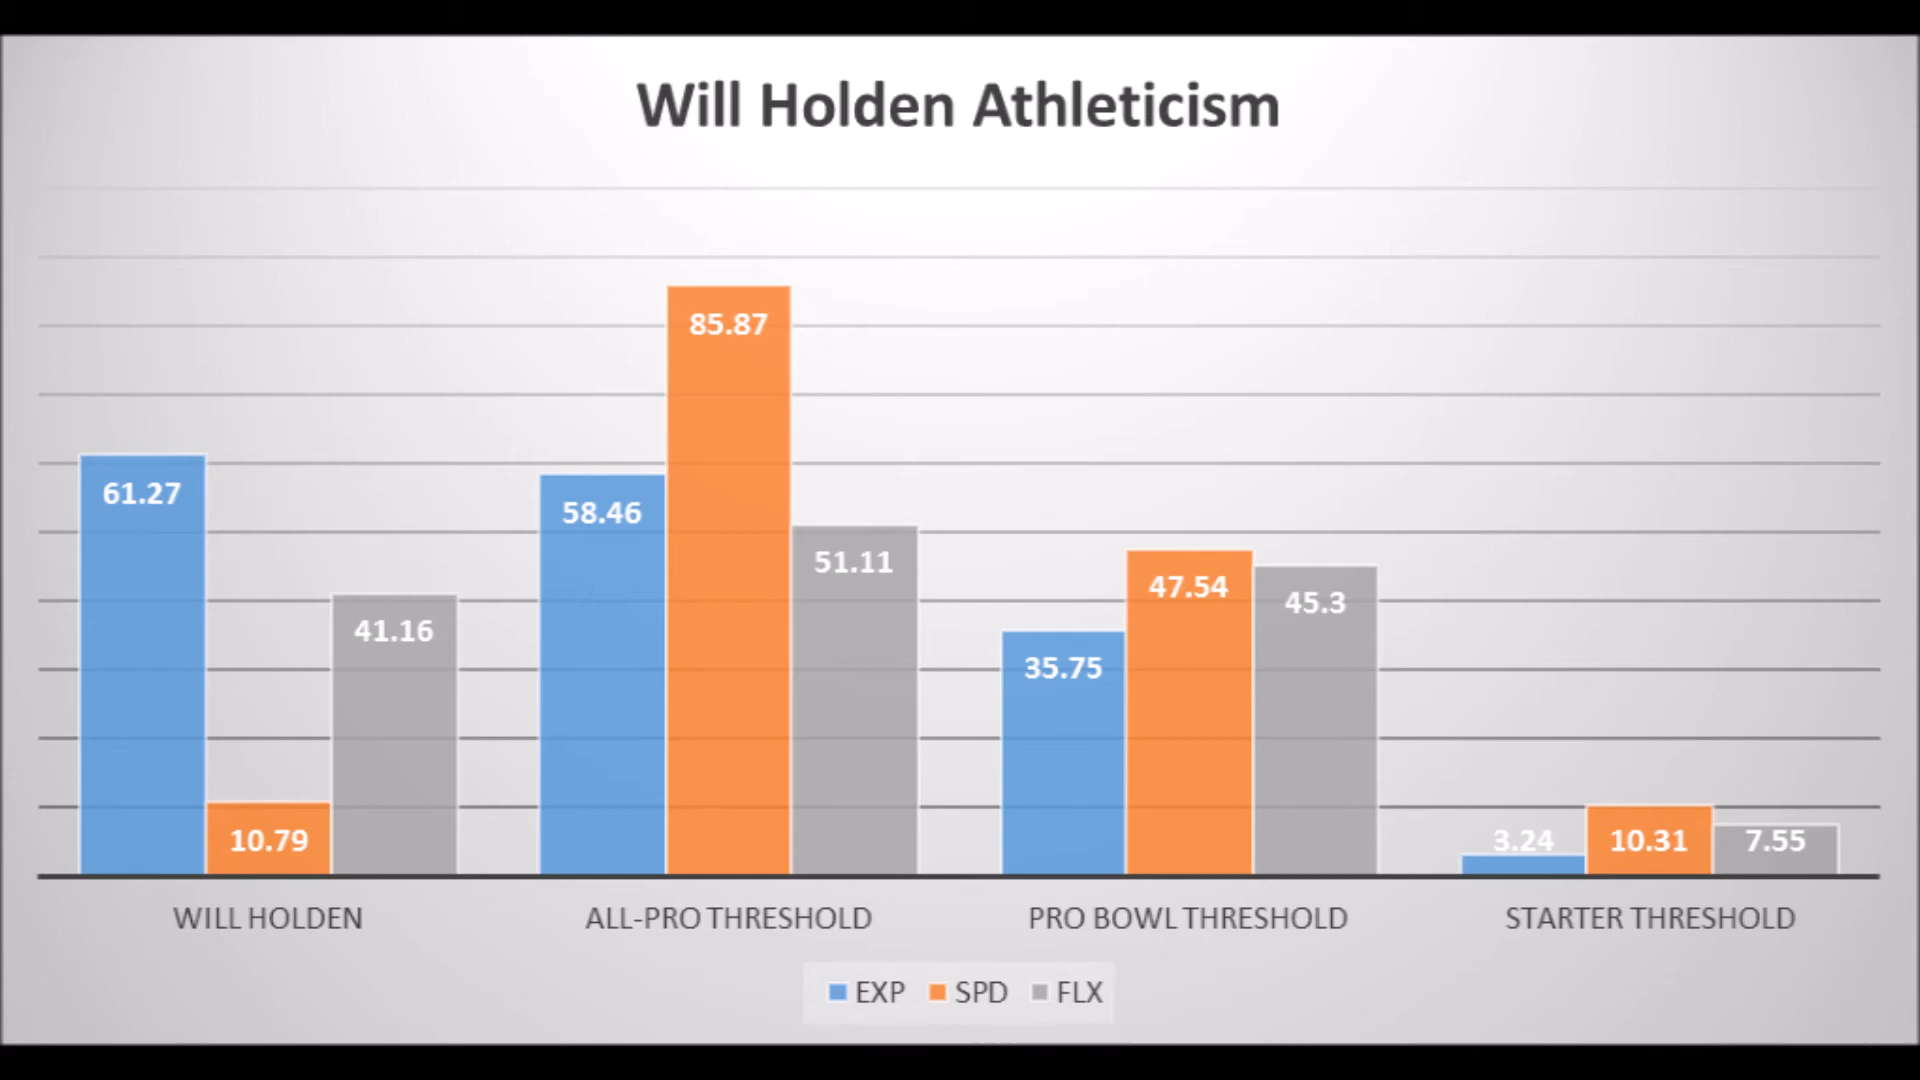 Will Holden Athleticism
85.87
61.27
58.46
51.11
47.54
45.3
41.16
35.75
10.79
3.24
10.31
7.55
WILL HOLDEN
ALL-PRO THRESHOLD
PRO BOWL THRESHOLD
STARTER THRESHOLD
EXP SPD FLX